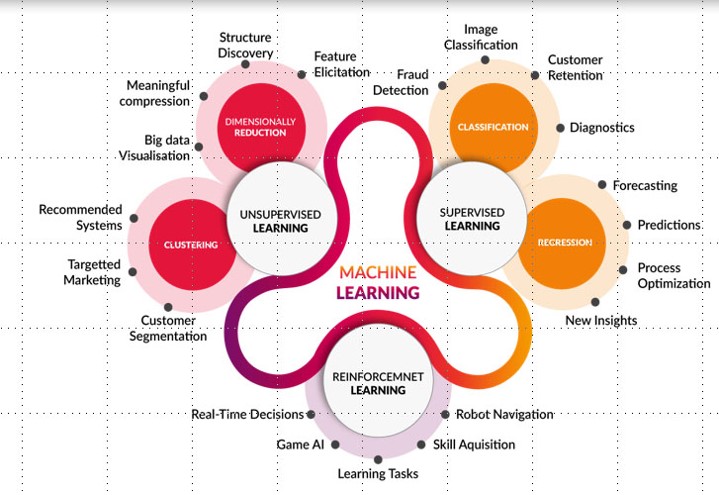 Structure
Discovery
Feature
Elicitation
Meaningful
compression
DIMENSIONALLY
REDUCTION
Big data
Visualisation
UNSUPERVISED
LEARNING
Recommended
Systems
CLUSTERING
Targetted
Marketing
Customer
Segmentation
Image
Classification
Customer
Retention
Fraud
Detection
CLASSIFICATION
Diagnostics
SUPERVISED
LEARNING
Forecasting
Predictions
REGRESSION
Process
Optimization
New Insights
MACHINE
LEARNING
REINFORCEMNET
LEARNING
Real-Time Decisions
Robot Navigation
Game AI
Skill Aquisition
Learning Tasks